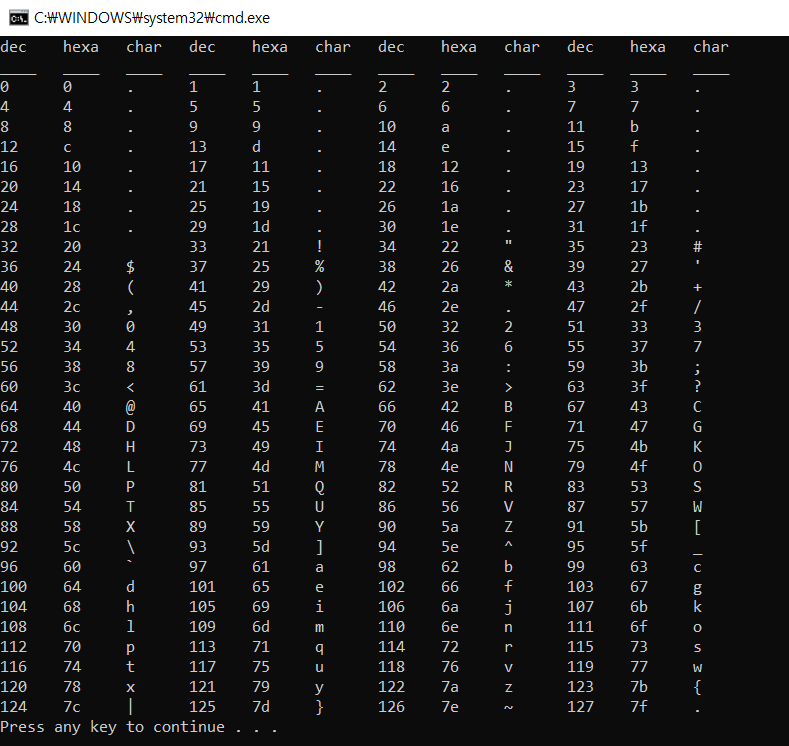 C:₩WINDOWS₩system32₩cmd.exe
dec hexa char dec hexa char dec hexa char dec hexa char
____ ____ ____ ____ ____ ____ ____ ____ ____ ____ ____ ____
0 0 . 1 1 . 2 2 . 3 3 .
4 4 . 5 5 . 6 6 . 7 7 .
8 8 . 9 9 . 10 a . 11 b .
12 c . 13 d . 14 e . 15 f .
16 10 . 17 11 . 18 12 . 19 13 .
20 14 . 21 15 . 22 16 . 23 17 .
24 18 . 25 19 . 26 1a . 27 1b .
28 1c . 29 1d . 30 1e . 31 1f .
32 20 33 21 ! 34 22 " 35 23 #
36 24 $ 37 25 % 38 26 & 39 27 '
40 28 ( 41 29 ) 42 2a * 43 2b +
44 2c , 45 2d - 46 2e . 47 2f /
48 30 0 49 31 1 50 32 2 51 33 3
52 34 4 53 35 5 54 36 6 55 37 7
56 38 8 57 39 9 58 3a : 59 3b ;
60 3c < 61 3d = 62 3e > 63 3f ?
64 40 @ 65 41 A 66 42 B 67 43 C
68 44 D 69 45 E 70 46 F 71 47 G
72 48 H 73 49 I 74 4a J 75 4b K
76 4c L 77 4d M 78 4e N 79 4f O
80 50 P 81 51 Q 82 52 R 83 53 S
84 54 T 85 55 U 86 56 V 87 57 W
88 58 X 89 59 Y 90 5a Z 91 5b [
92 5c \ 93 5d ] 94 5e ^ 95 5f _
96 60 ` 97 61 a 98 62 b 99 63 c
100 64 d 101 65 e 102 66 f 103 67 g
104 68 h 105 69 i 106 6a j 107 6b k
108 6c l 109 6d m 110 6e n 111 6f o
112 70 p 113 71 q 114 72 r 115 73 s
116 74 t 117 75 u 118 76 v 119 77 w
120 78 x 121 79 y 122 7a z 123 7b {
124 7c | 125 7d } 126 7e ~ 127 7f .
Press any key to continue . . .